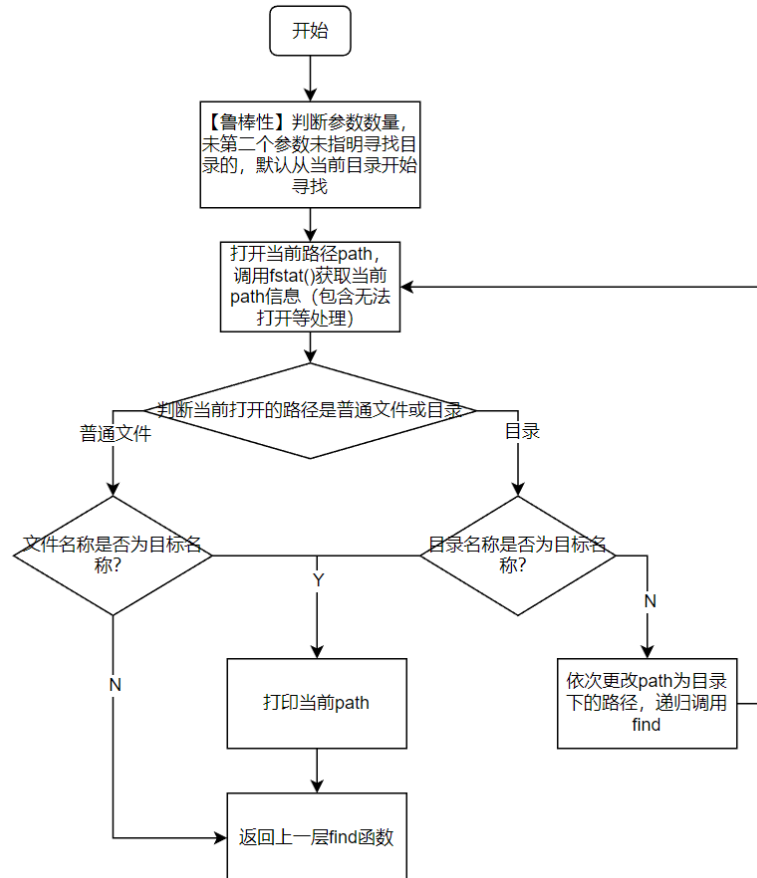 开始
【鲁棒性】判断参数数量，
未第二个参数未指明寻找目
录的，默认从当前目录开始
寻找
打开当前路径path，
调用fstat()获取当前
path信息（包含无法
打开等处理）
判断当前打开的路径是普通文件或目录
普通文件
目录
文件名称是否为目标名
称？
目录名称是否为目标名
称？
Y
N
N
打印当前path
依次更改path为目录
下的路径，递归调用
find
返回上一层find函数